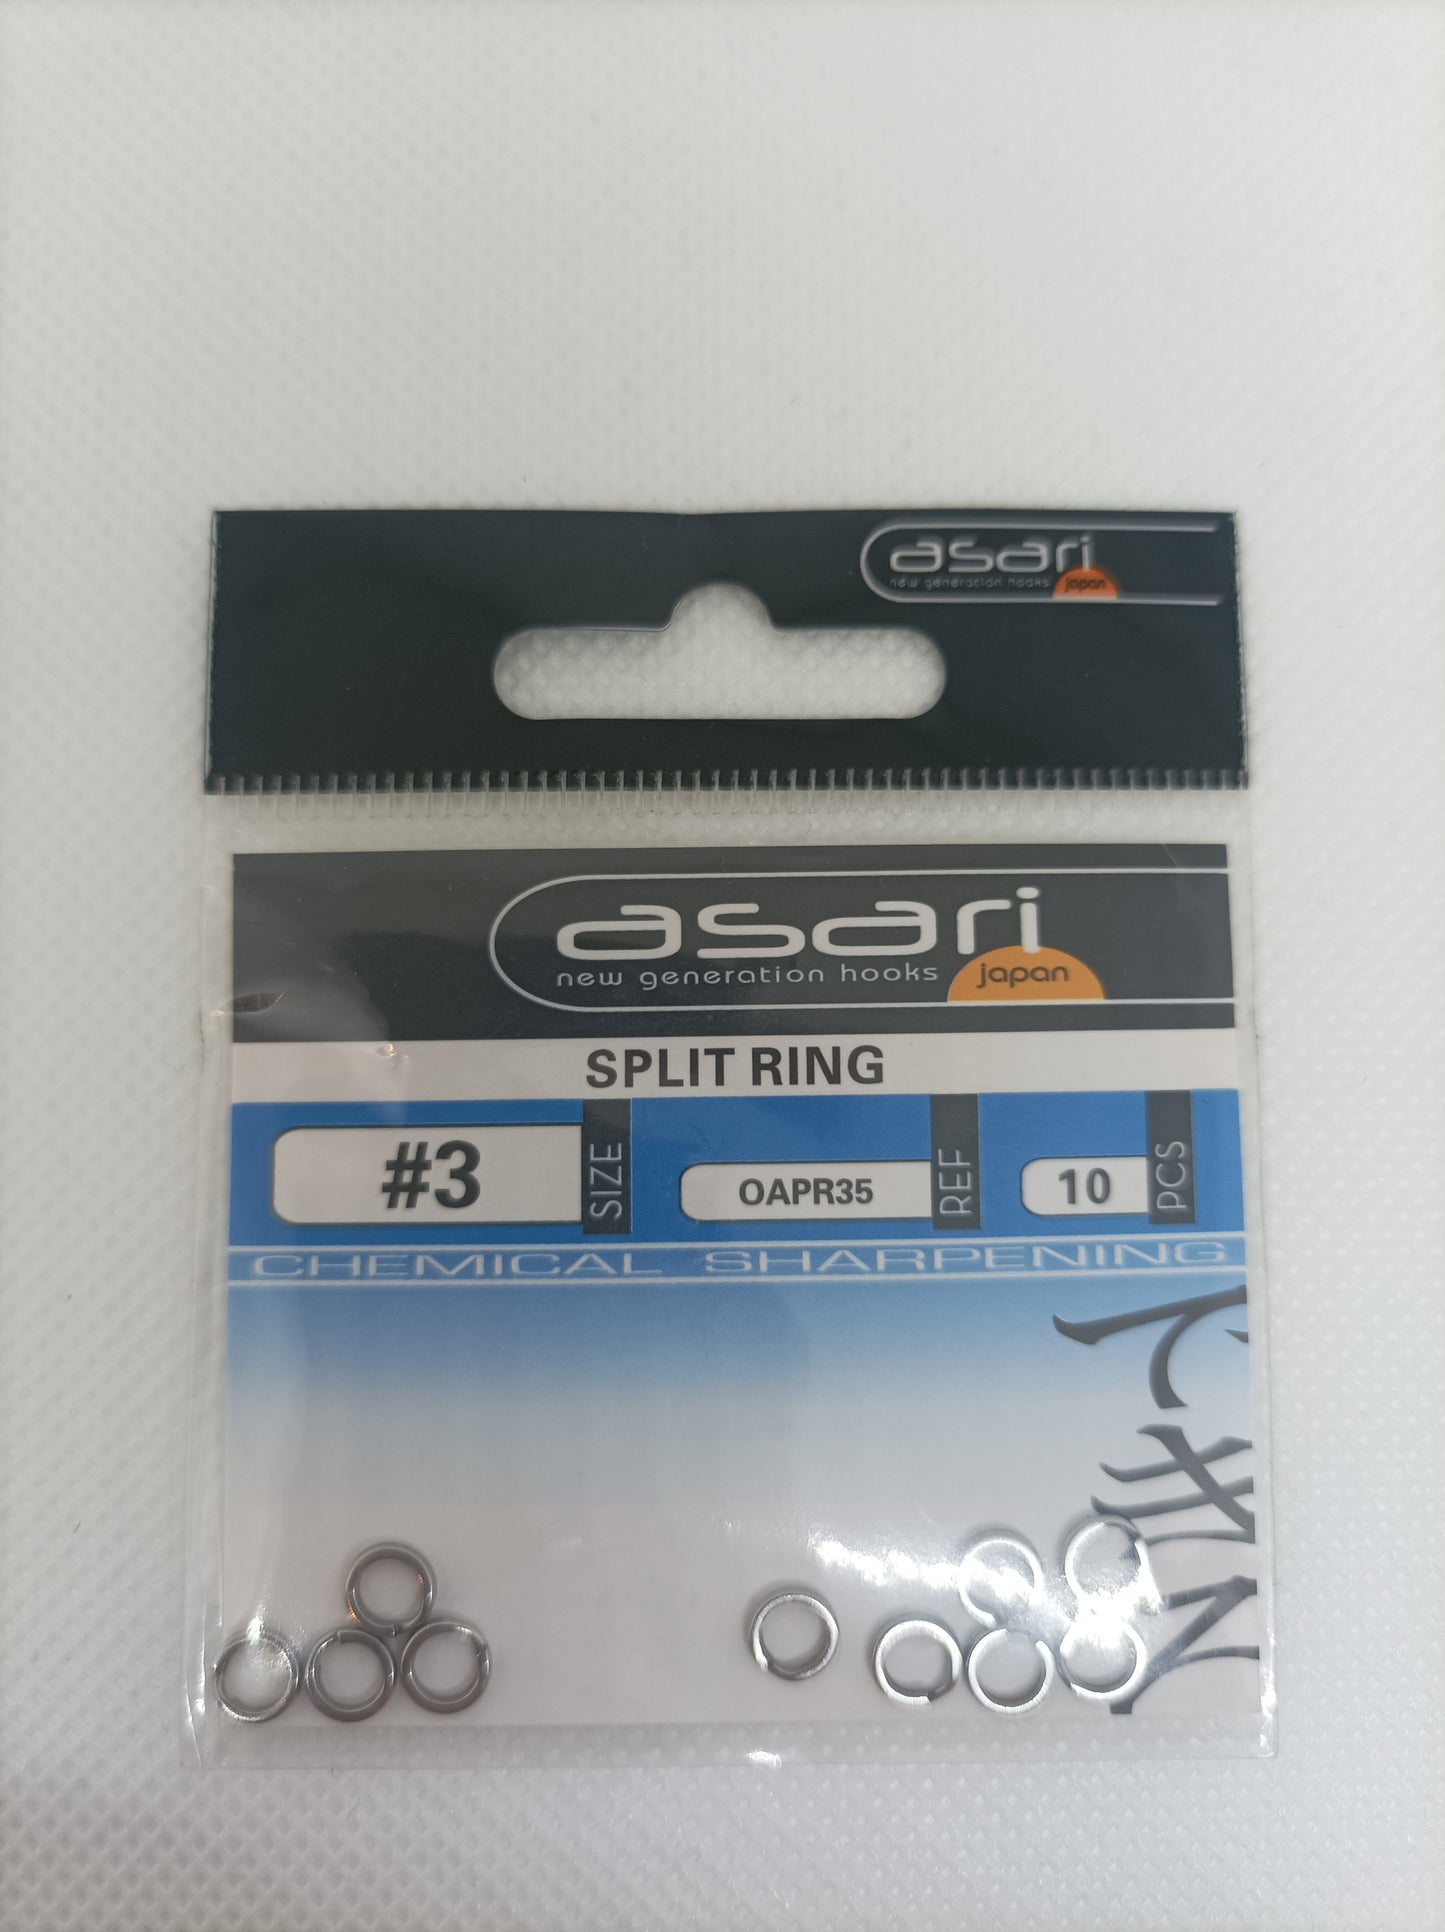 asari
new generation hooks japan
asari
new generation hooks japan
SPLIT RING
#3 SIZE OAPR35 REF 10 PCS
CHEMICAL SHARPENING